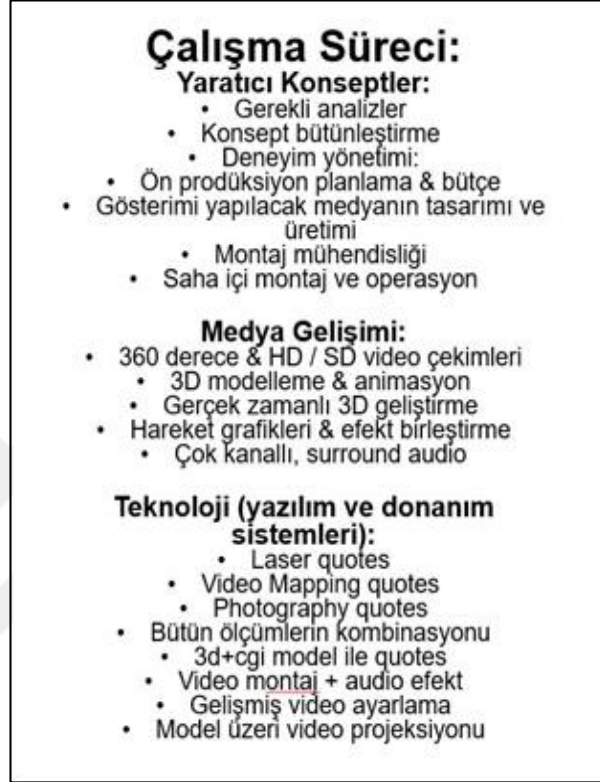 Çalışma Süreci:
Yaratıcı Konseptler:
• Gerekli analizler
• Konsept bütünleştirme
• Deneyim yönetimi:
• Ön prodüksiyon planlama & bütçe
• Gösterimi yapılacak medyanın tasarımı ve
üretimi
• Montaj mühendisliği
• Saha içi montaj ve operasyon
Medya Gelişimi:
• 360 derece & HD / SD video çekimleri
• 3D modelleme & animasyon
• Gerçek zamanlı 3D geliştirme
• Hareket grafikleri & efekt birleştirme
• Çok kanallı, surround audio
Teknoloji (yazılım ve donanım
sistemleri):
• Laser quotes
• Video Mapping quotes
• Photography quotes
• Bütün ölçümlerin kombinasyonu
• 3d+cgi model ile quotes
• Video montaj + audio efekt
• Gelişmiş video ayarlama
• Model üzeri video projeksiyonu